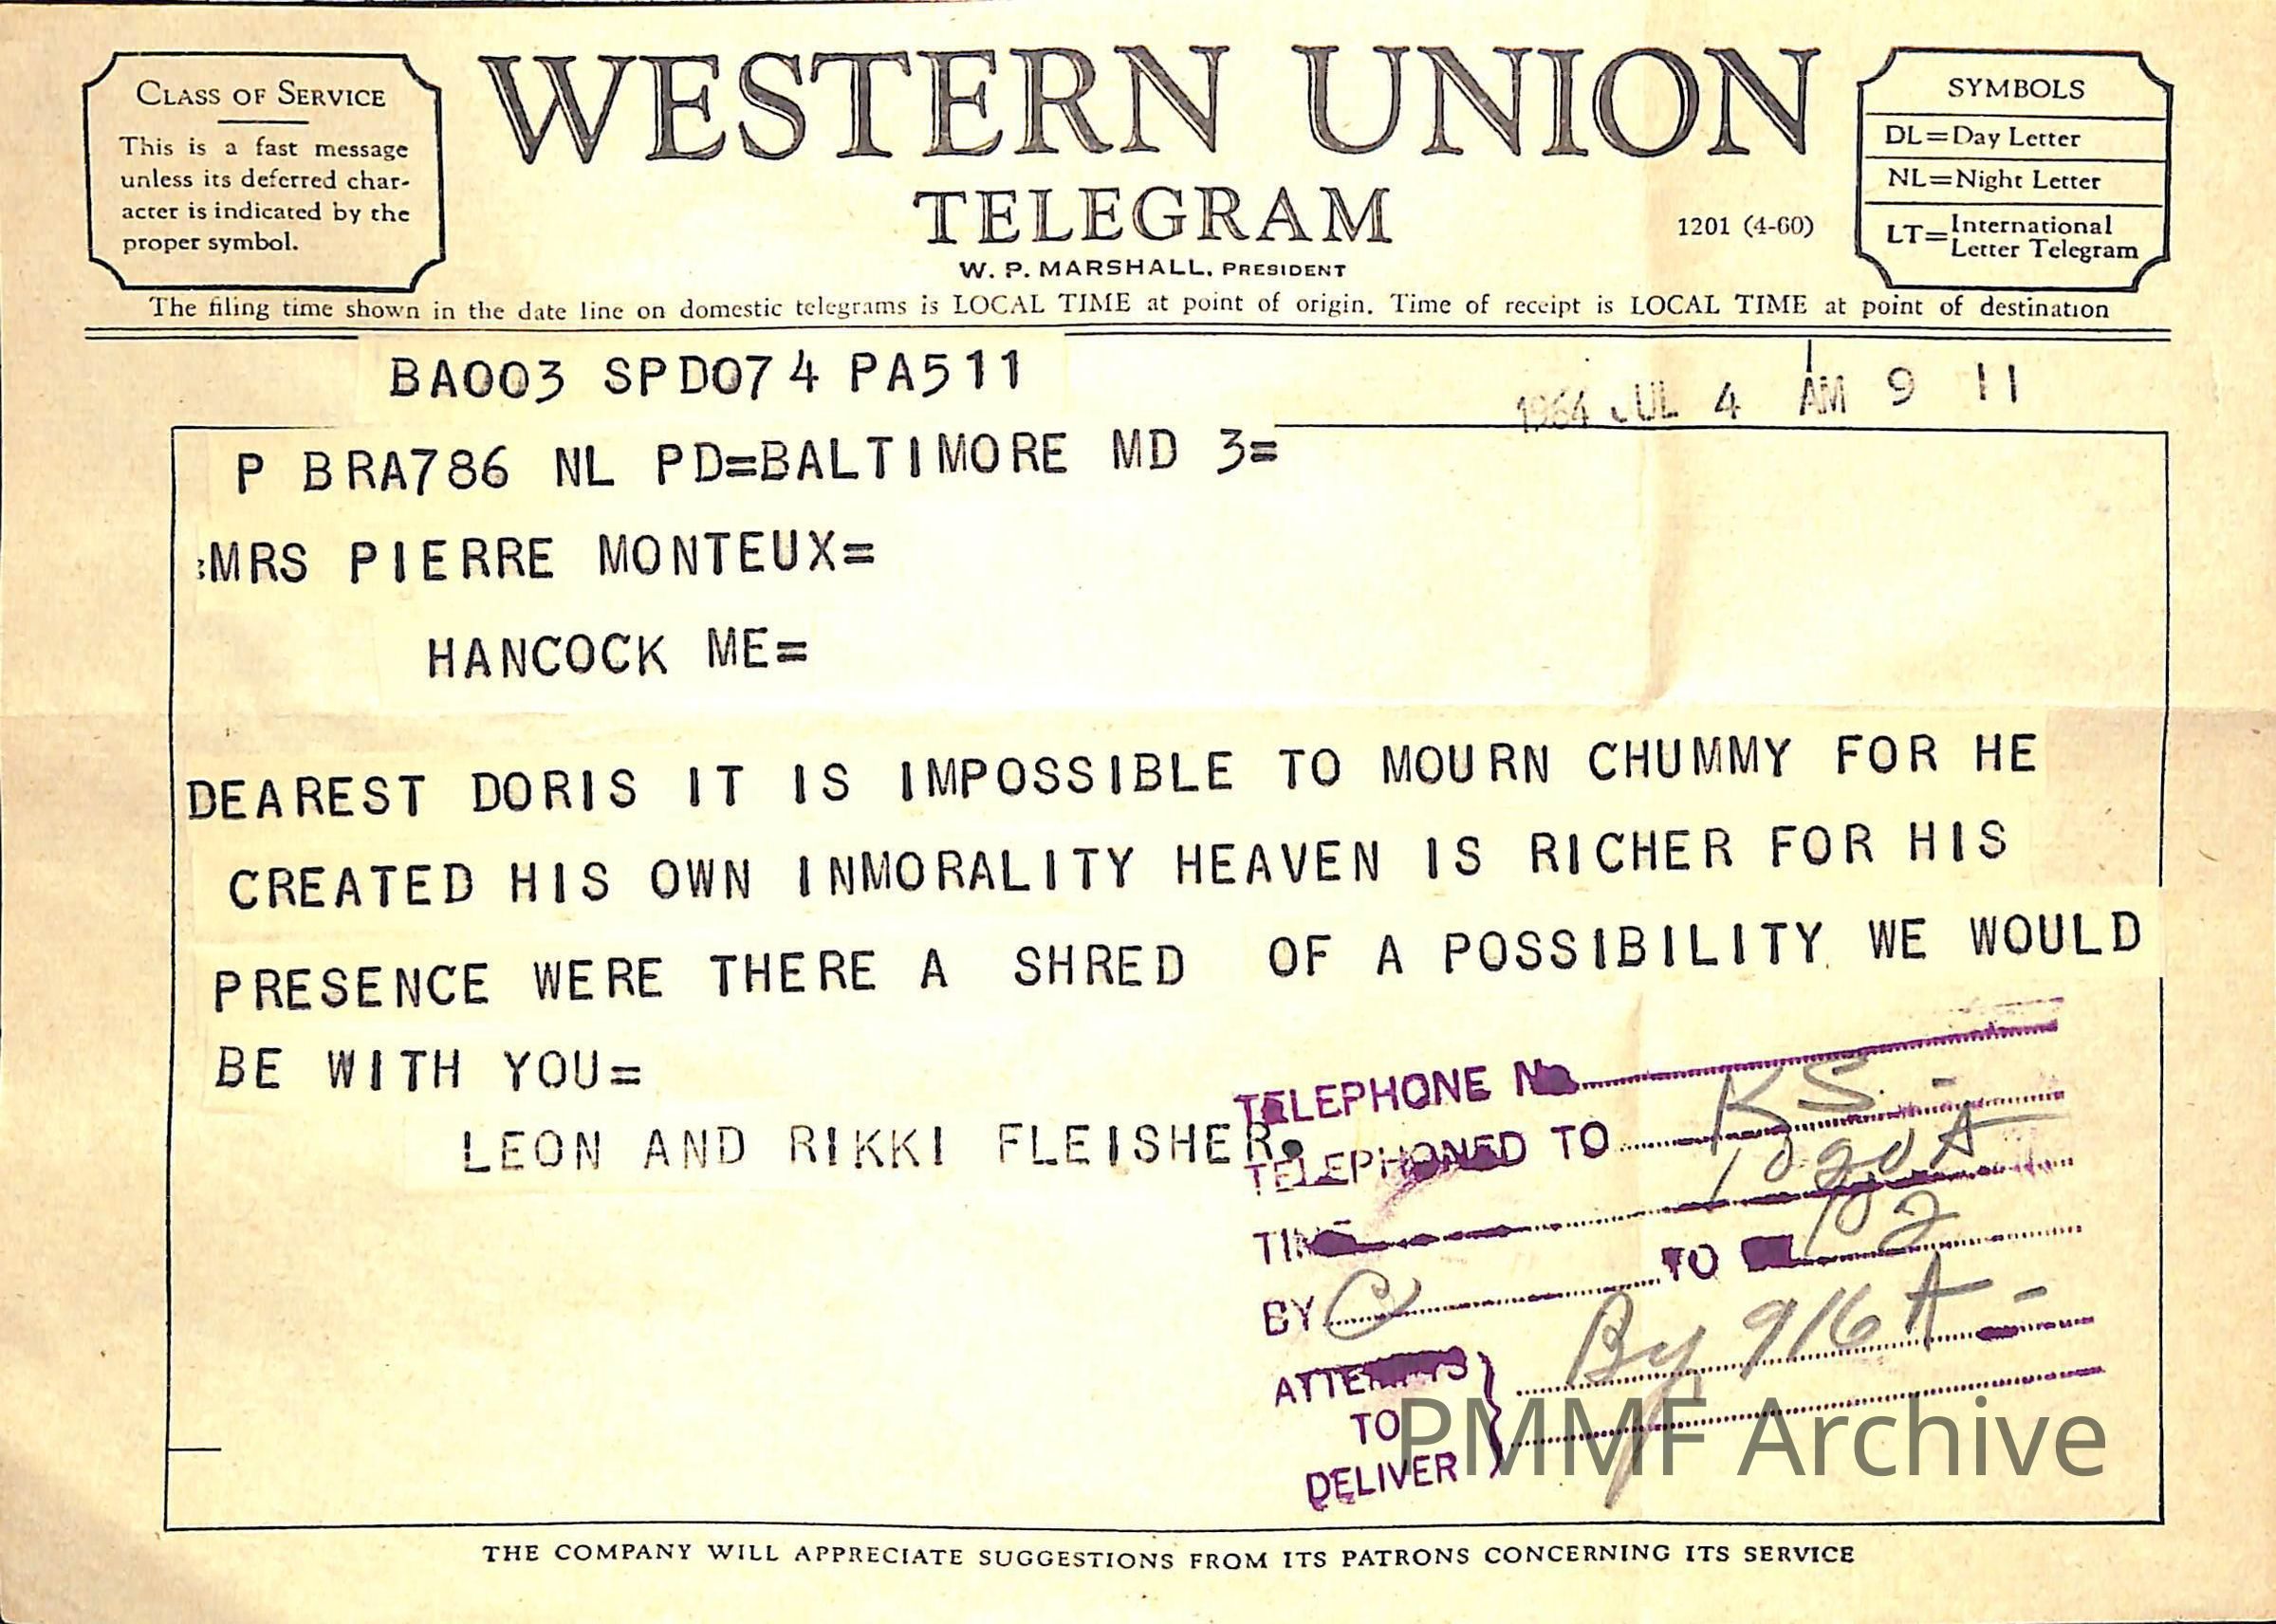 CLASS OF SERVICE
This is a fast message
unless its deferred char-
acter is indicated by the
proper symbol.
WESTERN UNION
TELEGRAM
W. P. MARSHALL, PRESIDENT
1201 (4-60)
SYMBOLS
DL=Day Letter
NL=Night Letter
LT=International
Letter Telegram
The filing time shown in the date line on domestic telegrams is LOCAL TIME at point of origin. Time of receipt is LOCAL TIME at point of destination
BA003 SPD074 PA511
1964 JUL 4 AM 9 11
P BRA786 NL PD=BALTIMORE MD 3=
:MRS PIERRE MONTEUX=
HANCOCK ME=
DEAREST DORIS IT IS IMPOSSIBLE TO MOURN CHUMMY FOR HE
CREATED HIS OWN INMORALITY HEAVEN IS RICHER FOR HIS
PRESENCE WERE THERE A SHRED OF A POSSIBILITY WE WOULD
BE WITH YOU=
LEON AND RIKKI FLEISHER.
TELEPHONE No
TELEPHONED TO
TIME
BY TO
ATTEMPTS
By 916 A -
TO
DELIVER
PMMF Archive
THE COMPANY WILL APPRECIATE SUGGESTIONS FROM ITS PATRONS CONCERNING ITS SERVICE